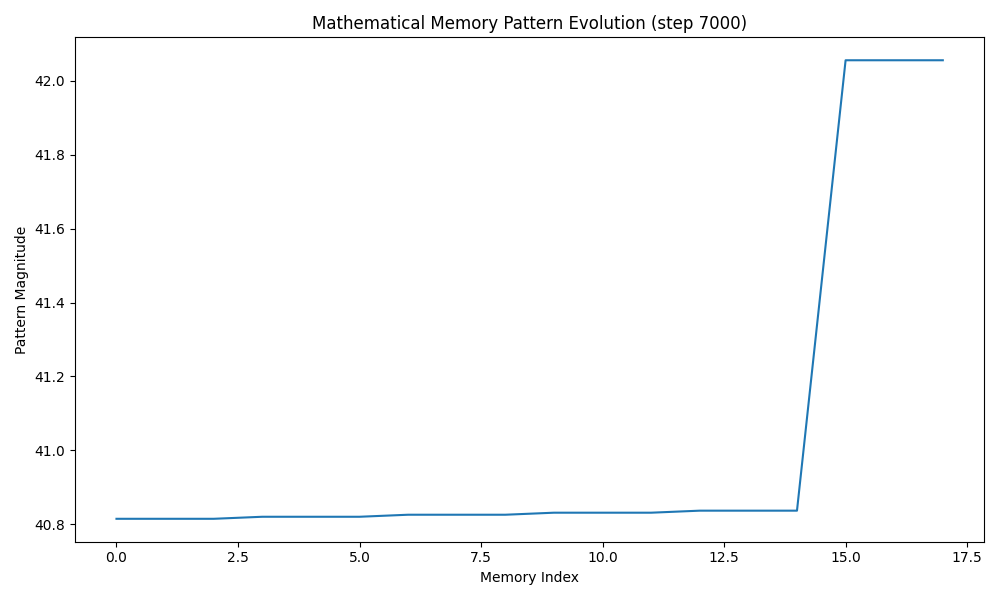 Mathematical Memory Pattern Evolution (step 7000)
42.0
41.8
41.6
41.4
41.2
41.0
40.8
Pattern Magnitude
0.0 2.5 5.0 7.5 10.0 12.5 15.0 17.5
Memory Index